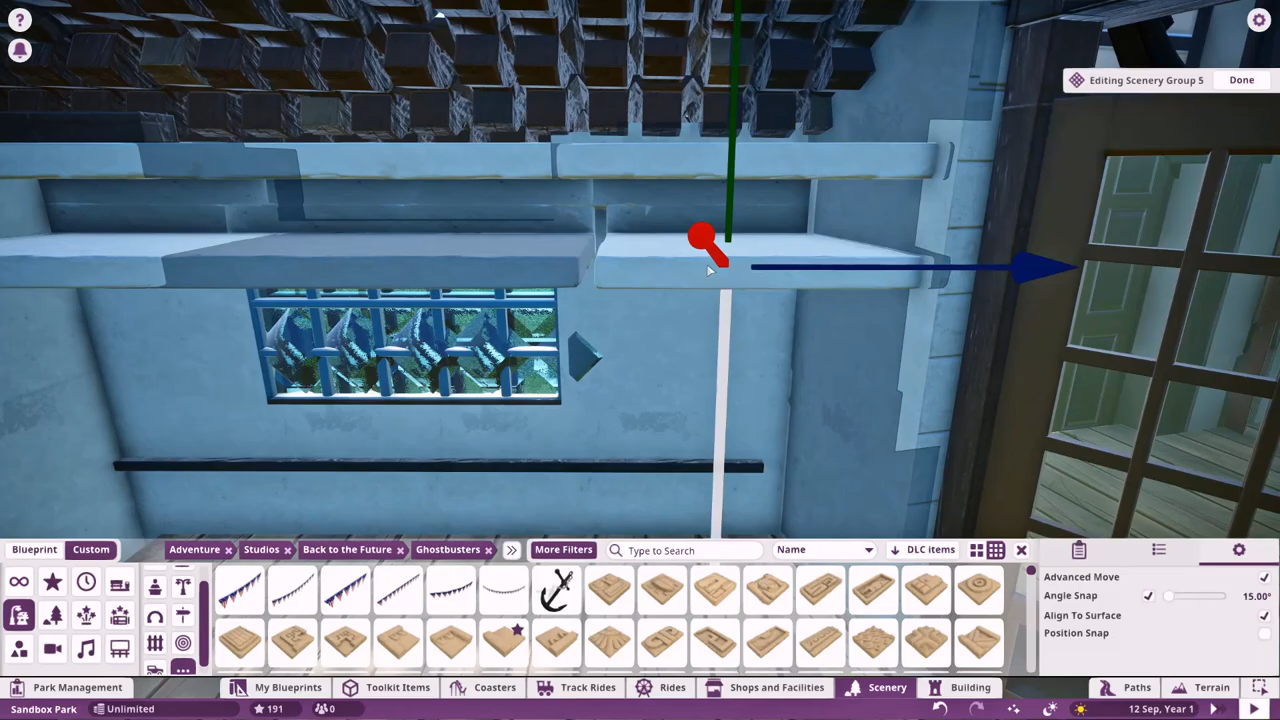 ?
Editing Scenery Group 5 Done
Blueprint Custom Adventure × Studios × Back to the Future × Ghostbusters × More Filters Type to Search Name DLC items
Advanced Move
Angle Snap 15.00°
Align To Surface
Position Snap
Park Management My Blueprints Toolkit Items Coasters Track Rides Rides Shops and Facilities Scenery Building Paths Terrain
Sandbox Park Unlimited 191 0 12 Sep, Year 1